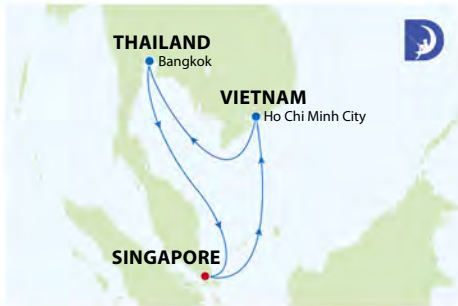 THAILAND
Bangkok
VIETNAM
Ho Chi Minh City
SINGAPORE